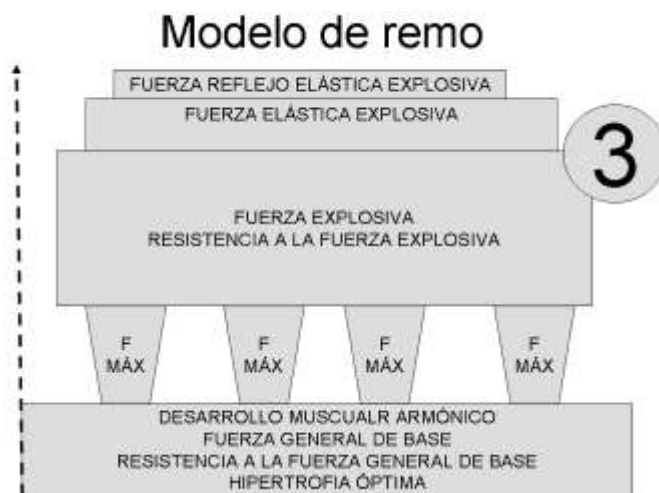 Modelo de remo
FUERZA REFLEJO ELÁSTICA EXPLOSIVA
FUERZA ELÁSTICA EXPLOSIVA
3
FUERZA EXPLOSIVA
RESISTENCIA A LA FUERZA EXPLOSIVA
F
MÁX
F
MÁX
F
MÁX
F
MÁX
DESARROLLO MUSCUALR ARMÓNICO
FUERZA GENERAL DE BASE
RESISTENCIA A LA FUERZA GENERAL DE BASE
HIPERTROFIA ÓPTIMA